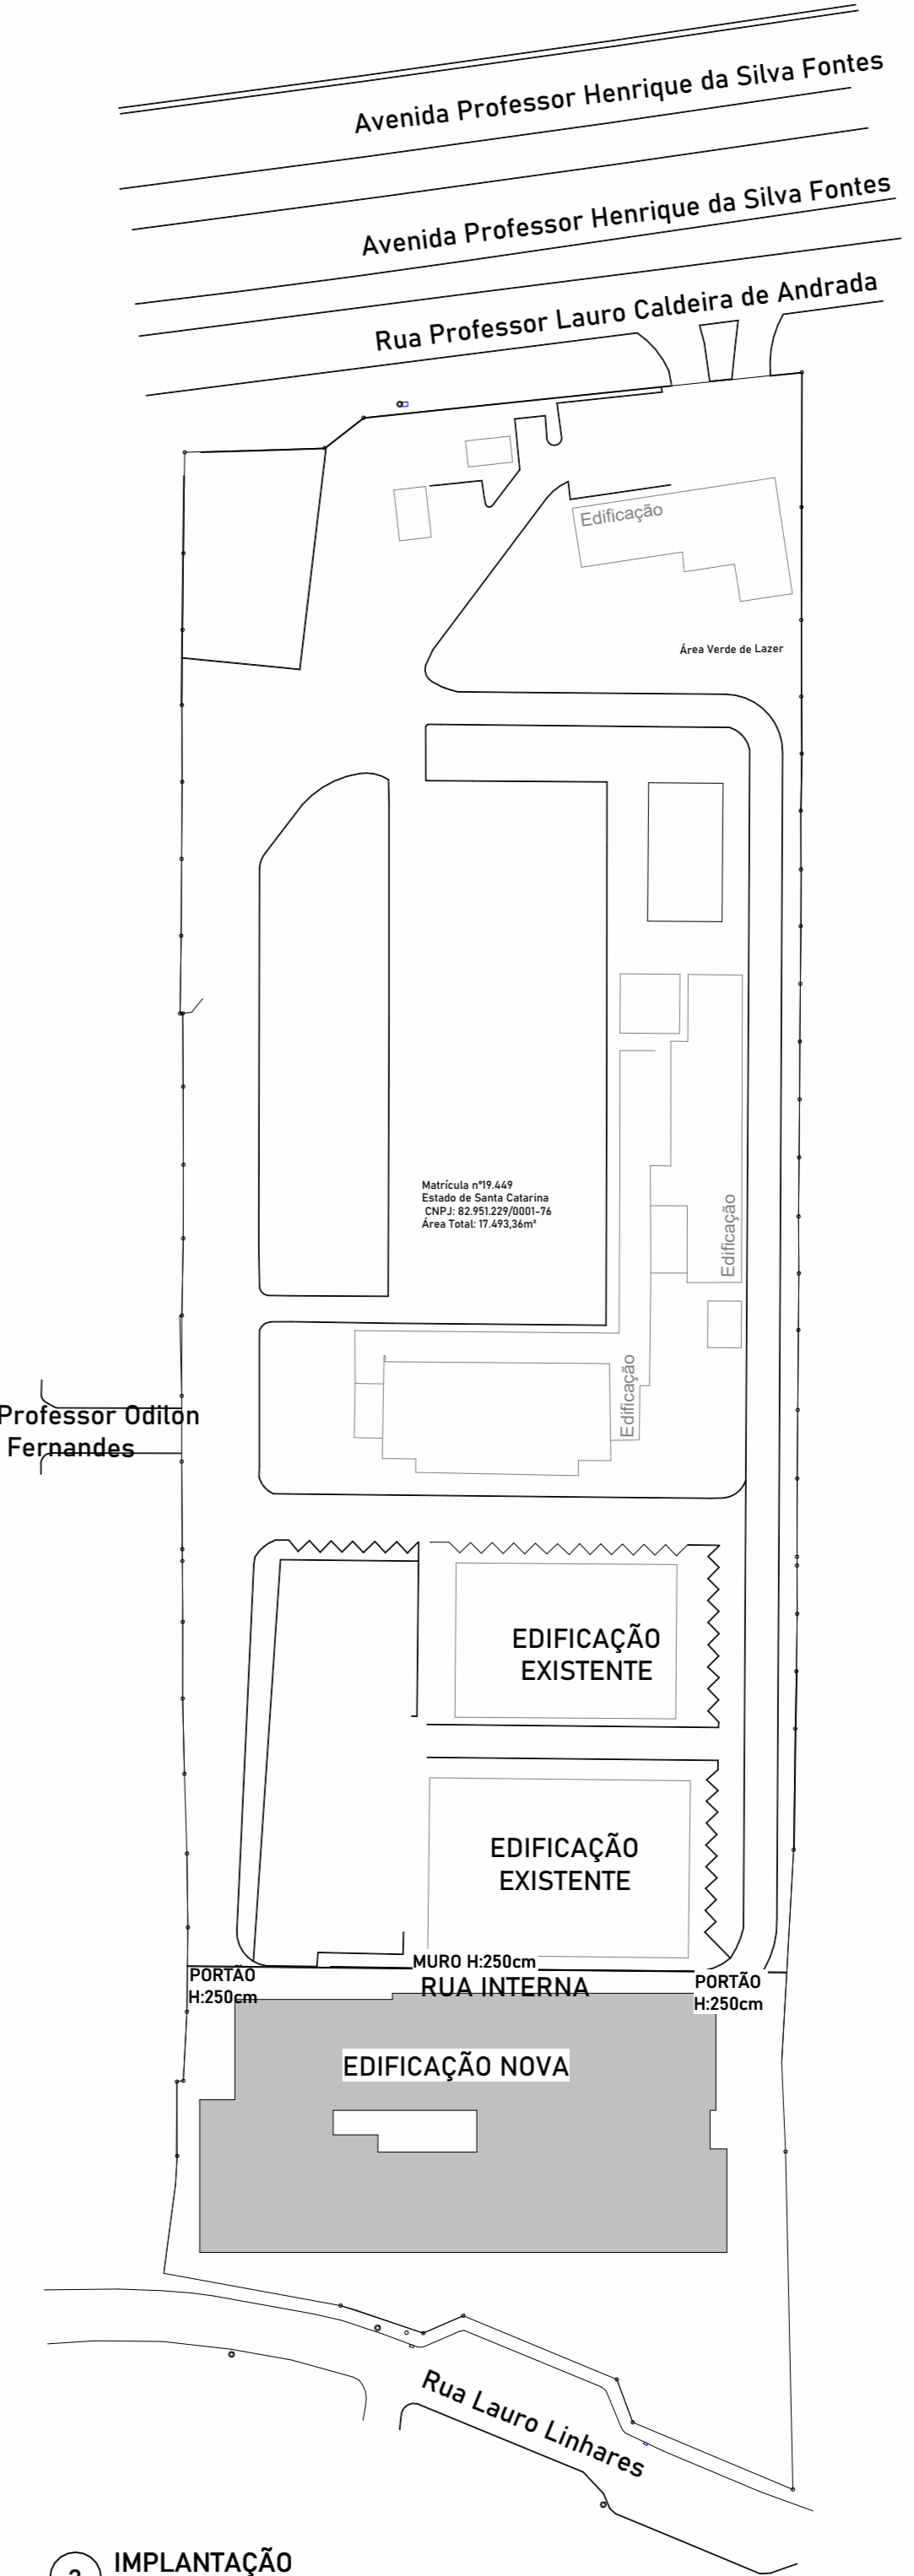 Avenida Professor Henrique da Silva Fontes
Avenida Professor Henrique da Silva Fontes
Rua Professor Lauro Caldeira de Andrada
Edificação
Área Verde de Lazer
Matrícula nº19.449
Estado de Santa Catarina
CNPJ: 82.951.229/0001-76
Área Total: 17.493,36m²
Edificação
Edificação
Professor Odilon
Fernandes
EDIFICAÇÃO
EXISTENTE
EDIFICAÇÃO
EXISTENTE
MURO H:250cm
PORTÃO
H:250cm
RUA INTERNA
PORTÃO
H:250cm
EDIFICAÇÃO NOVA
Rua Lauro Linhares
IMPLANTAÇÃO